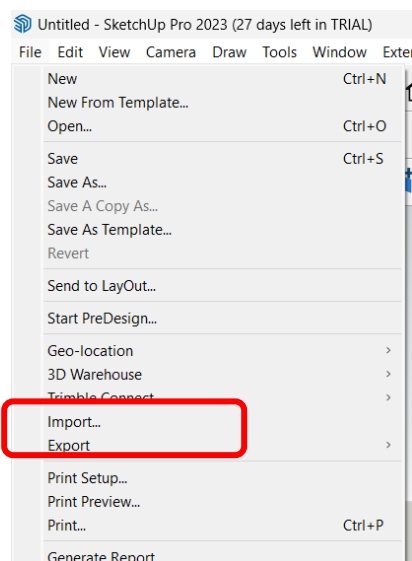 Untitled - SketchUp Pro 2023 (27 days left in TRIAL)
File Edit View Camera Draw Tools Window Exter
New Ctrl+N
New From Template...
Open... Ctrl+O
Save Ctrl+S
Save As...
Save A Copy As...
Save As Template...
Revert
Send to LayOut...
Start PreDesign...
Geo-location
3D Warehouse
Trimble Connect
Import...
Export
Print Setup...
Print Preview...
Print... Ctrl+P
Generate Report